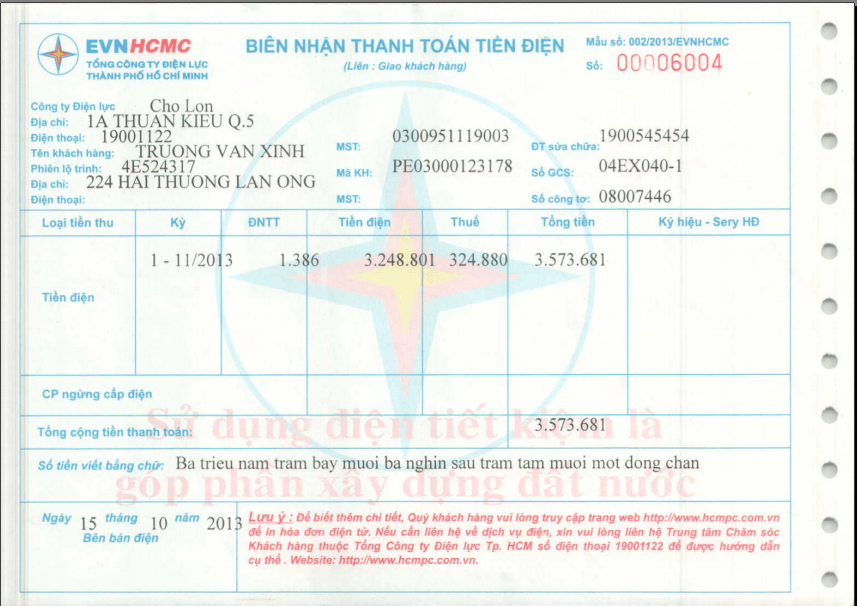 EVNHCMC
TỔNG CÔNG TY ĐIỆN LỰC
THÀNH PHỐ HỒ CHÍ MINH
BIÊN NHẬN THANH TOÁN TIỀN ĐIỆN
(Liên : Giao khách hàng)
Mẫu số: 002/2013/EVNHCMC
Số: 00006004
Công ty Điện lực Cho Lon
Địa chỉ: 1A THUAN KIEU Q.5
Điện thoại: 19001122 MST: 0300951119003 ĐT sửa chữa: 1900545454
Tên khách hàng: TRUONG VAN XINH
Phiên lộ trình: 4E524317 Mã KH: PE03000123178 Số GCS: 04EX040-1
Địa chỉ: 224 HAI THUONG LAN ONG
Điện thoại: MST: Số công tơ: 08007446
Loại tiền thu Kỳ ĐNTT Tiền điện Thuế Tổng tiền Ký hiệu - Sery HĐ
1 - 11/2013 1.386 3.248.801 324.880 3.573.681
Tiền điện
CP ngừng cấp điện
Sử dụng điện tiết kiệm là
Tổng cộng tiền thanh toán: 3.573.681
Số tiền viết bằng chữ: Ba trieu nam tram bay muoi ba nghin sau tram tam muoi mot dong chan
góp phần xây dựng đất nước
Ngày 15 tháng 10 năm 2013
Bên bán điện
Lưu ý : Để biết thêm chi tiết, Quý khách hàng vui lòng truy cập trang web http://www.hcmpc.com.vn
để in hóa đơn điện tử. Nếu cần liên hệ về dịch vụ điện, xin vui lòng liên hệ Trung tâm Chăm sóc
Khách hàng thuộc Tổng Công ty Điện lực Tp. HCM số điện thoại 19001122 để được hướng dẫn
cụ thể . Website: http://www.hcmpc.com.vn.